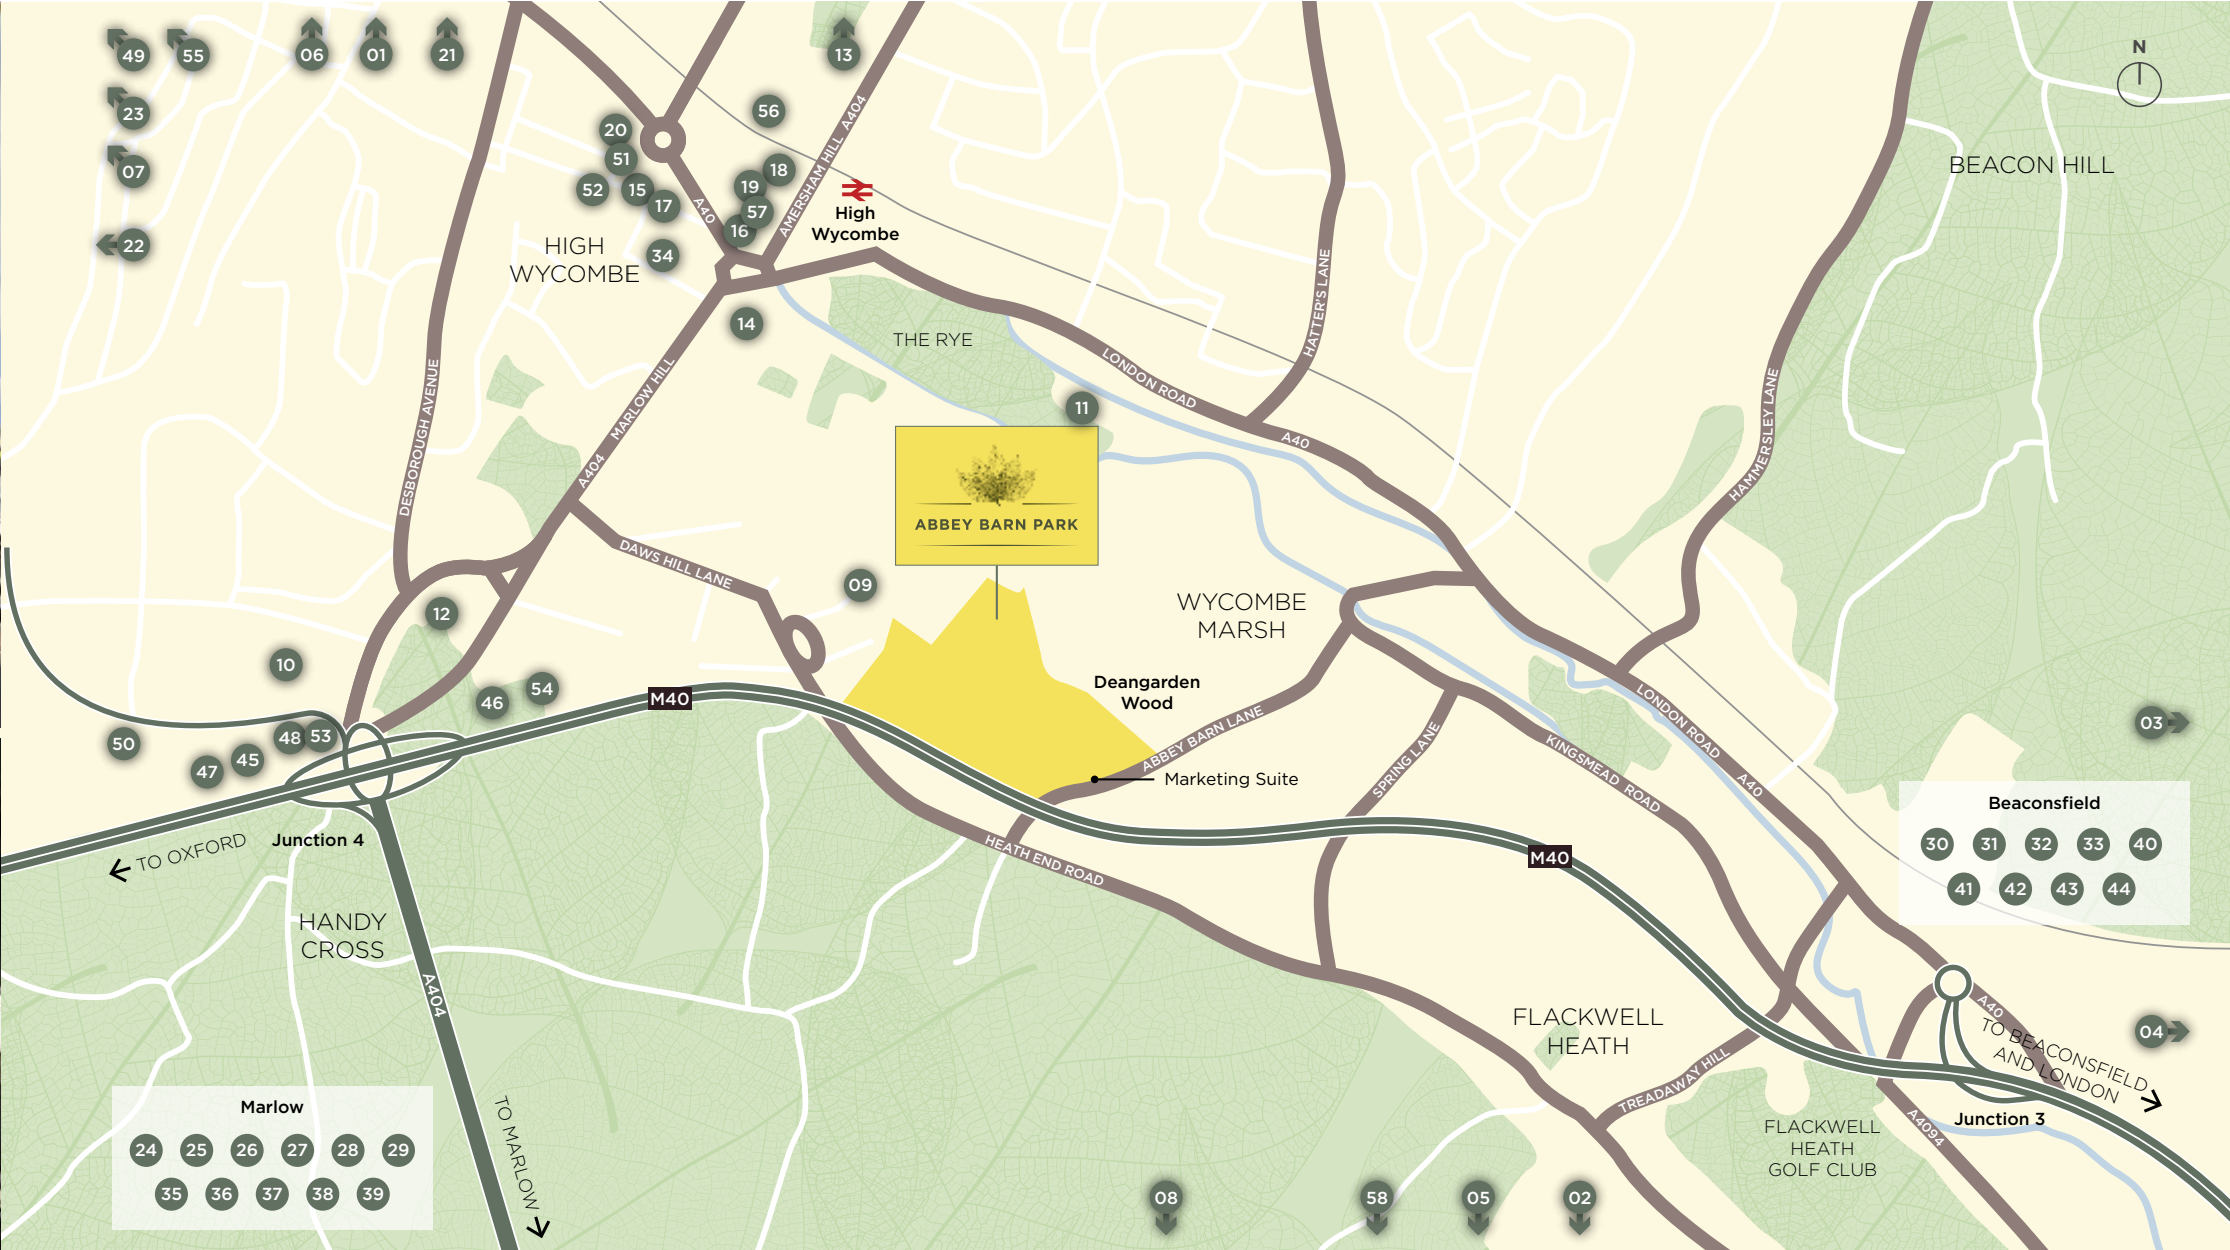 49
55
06
01
21
13
N
23
07
22
56
20
51
52
15
17
34
19
18
57
16
14
A40
AMERSHAM HILL
A404
High
Wycombe
HIGH
WYCOMBE
BEACON HILL
THE RYE
11
HATTER'S LANE
LONDON ROAD
A40
HAMMERSLEY LANE
DESBOROUGH AVENUE
MARLOW HILL
A404
ABBEY BARN PARK
DAWS HILL LANE
09
12
10
WYCOMBE
MARSH
Deangarden
Wood
46
54
M40
50
47
45
48
53
ABBEY BARN LANE
Marketing Suite
SPRING LANE
KINGSMEAD ROAD
LONDON ROAD
A40
03
Beaconsfield
30
31
32
33
40
41
42
43
44
TO OXFORD
Junction 4
HEATH END ROAD
M40
HANDY
CROSS
A404
FLACKWELL
HEATH
A40
TO BEACONSFIELD
AND LONDON
04
TREADAWAY HILL
Junction 3
A4094
FLACKWELL
HEATH
GOLF CLUB
Marlow
24
25
26
27
28
29
35
36
37
38
39
TO MARLOW
08
58
05
02